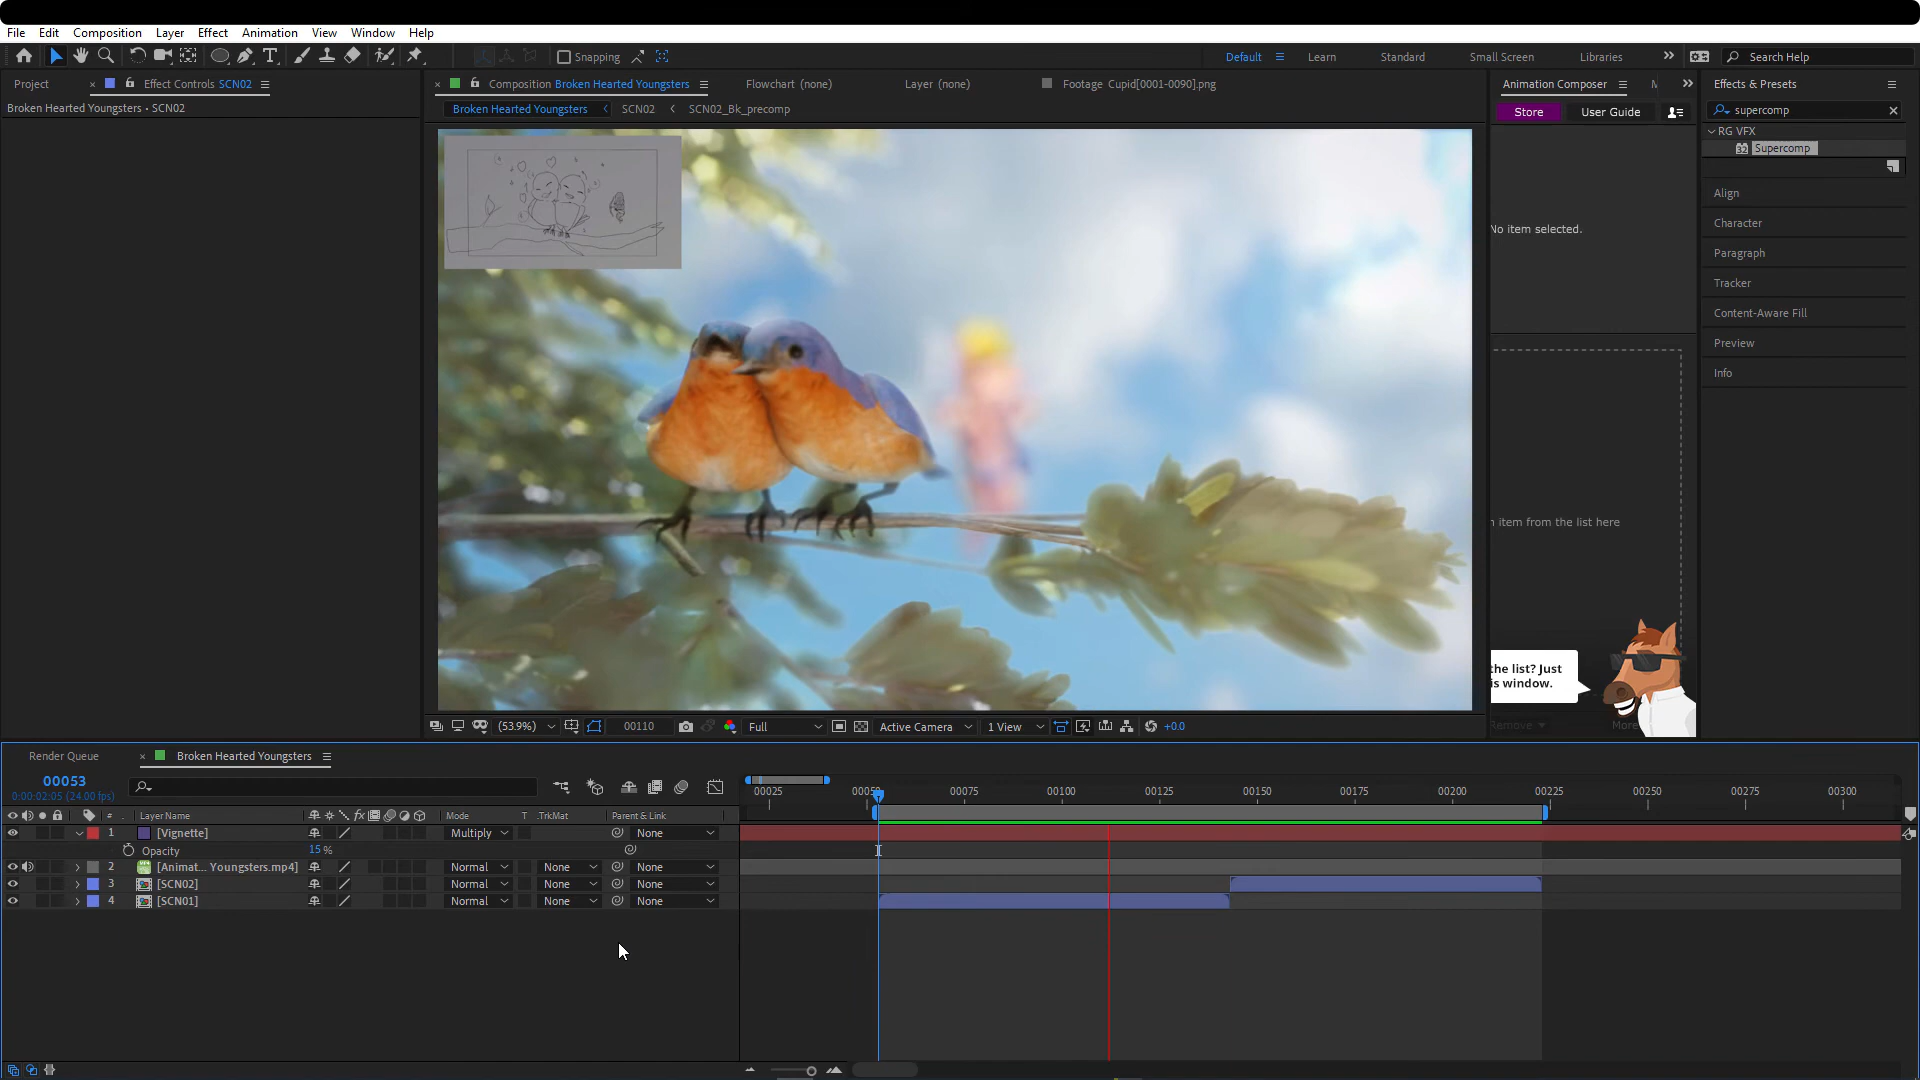 File Edit Composition Layer Effect Animation View Window Help
Snapping
Default Learn Standard Small Screen Libraries Search Help
Project Effect Controls SCN02
Composition Broken Hearted Youngsters Flowchart (none) Layer (none) Footage Cupid[0001-0090].png
Animation Composer
Effects & Presets
Broken Hearted Youngsters • SCN02
Broken Hearted Youngsters SCN02 SCN02_Bk_precomp
Store User Guide
supercomp
RG VFX
32 Supercomp
Align
Character
Paragraph
Tracker
Content-Aware Fill
Preview
Info
No item selected.
item from the list here
the list? Just
is window.
(53.9%) 00110 Full Active Camera 1 View +0.0
Render Queue Broken Hearted Youngsters
00053
0:00:02:05 (24.00 fps)
00025 00050 00075 00100 00125 00150 00175 00200 00225 00250 00275 00300
# Layer Name fx Mode T .TrkMat Parent & Link
1 [Vignette] Multiply None
Opacity 15 %
2 [Animat... Youngsters.mp4] Normal None None
3 [SCN02] Normal None None
4 [SCN01] Normal None None